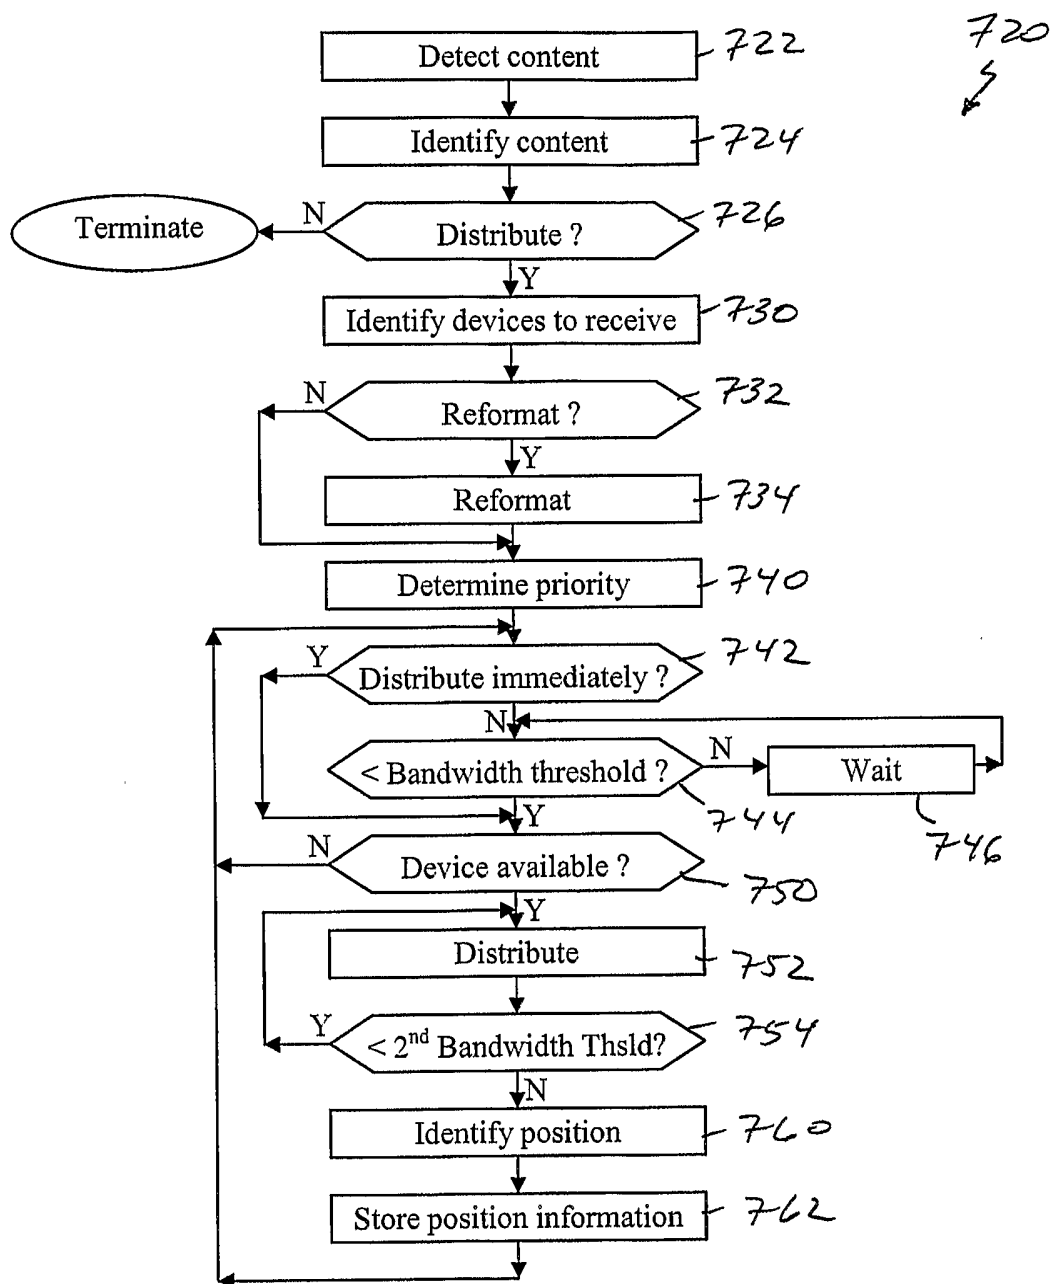 720
Detect content 722
Identify content 724
Terminate N Distribute ? 726
Y
Identify devices to receive 730
N Reformat ? 732
Y
Reformat 734
Determine priority 740
Y Distribute immediately ? 742
N
< Bandwidth threshold ? N Wait
744
746
Y
N Device available ? 750
Y
Distribute 752
Y < 2nd Bandwidth Thsld? 754
N
Identify position 760
Store position information 762